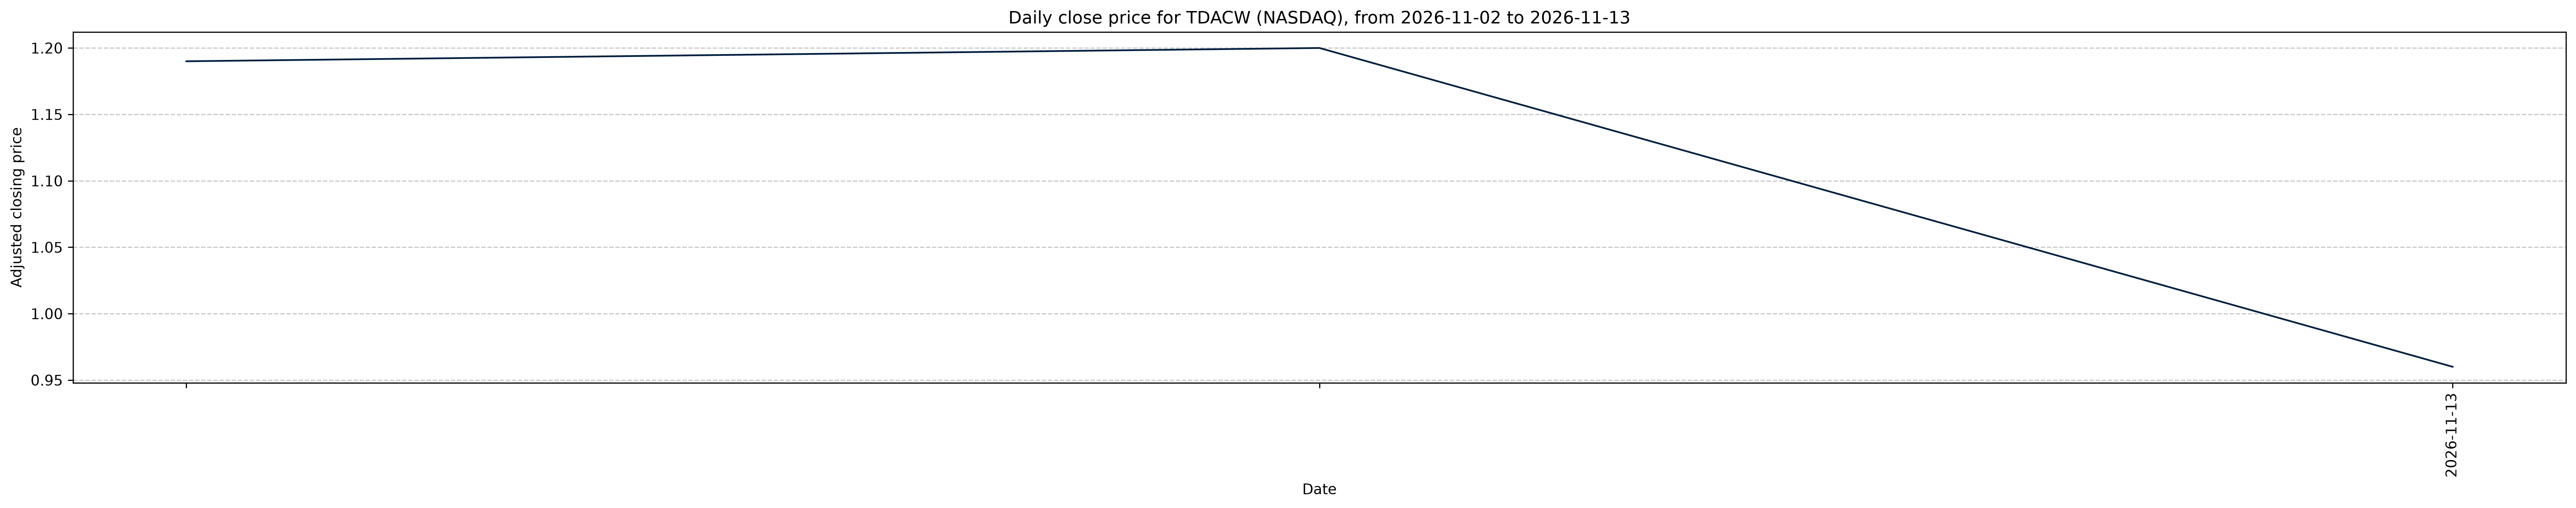 Daily close price for TDACW (NASDAQ), from 2026-11-02 to 2026-11-13
Adjusted closing price
1.20
1.15
1.10
1.05
1.00
0.95
2026-11-13
Date